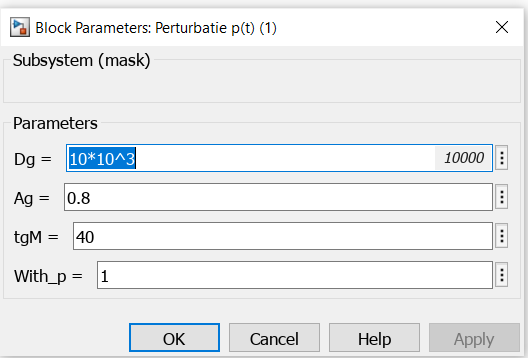 Block Parameters: Perturbatie p(t) (1)
Subsystem (mask)
Parameters
Dg = 10*10^3 10000
Ag = 0.8
tgM = 40
With_p = 1
OK Cancel Help Apply